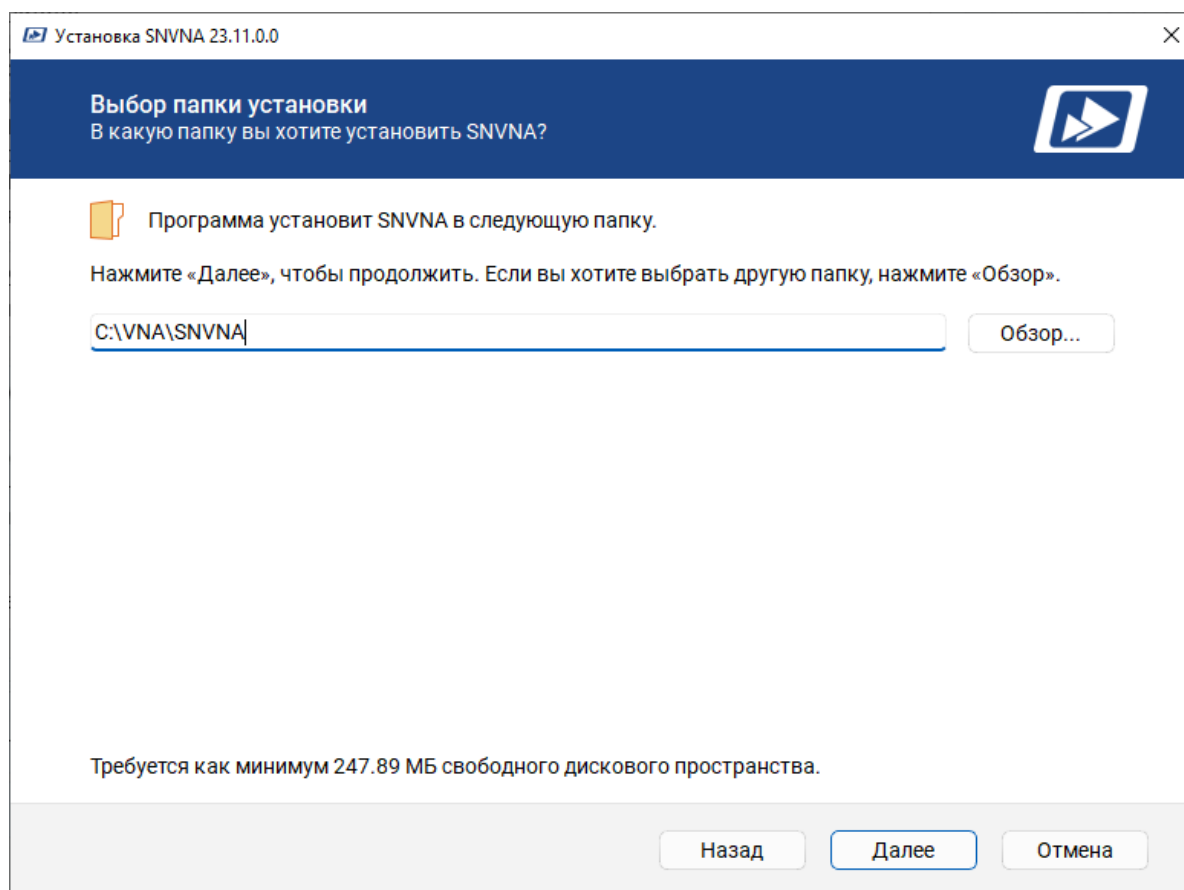 Установка SNVNA 23.11.0.0
Выбор папки установки
В какую папку вы хотите установить SNVNA?
Программа установит SNVNA в следующую папку.
Нажмите «Далее», чтобы продолжить. Если вы хотите выбрать другую папку, нажмите «Обзор».
C:\VNA\SNVNA
Обзор...
Требуется как минимум 247.89 МБ свободного дискового пространства.
Назад Далее Отмена